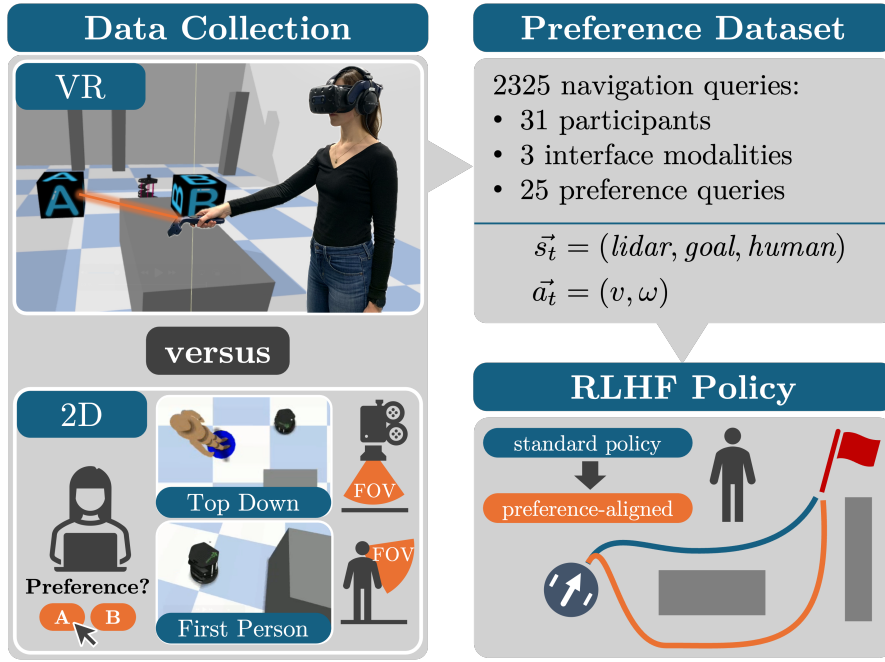 Data Collection
VR
A
A
B
B
R
versus
2D
Top Down
FOV
Preference?
A B
First Person
FOV
Preference Dataset
2325 navigation queries:
• 31 participants
• 3 interface modalities
• 25 preference queries
s⃗ₜ = (lidar, goal, human)
a⃗ₜ = (v, ω)
RLHF Policy
standard policy
preference-aligned